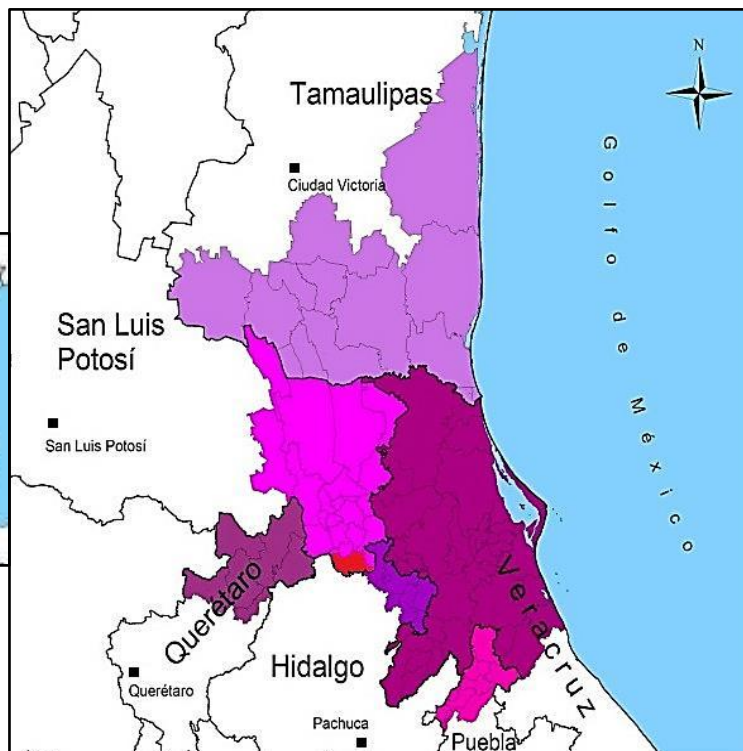 N
Tamaulipas
Ciudad Victoria
Golfo de México
San Luis
Potosí
San Luis Potosí
Querétaro
Veracruz
Hidalgo
Querétaro
Pachuca
Puebla